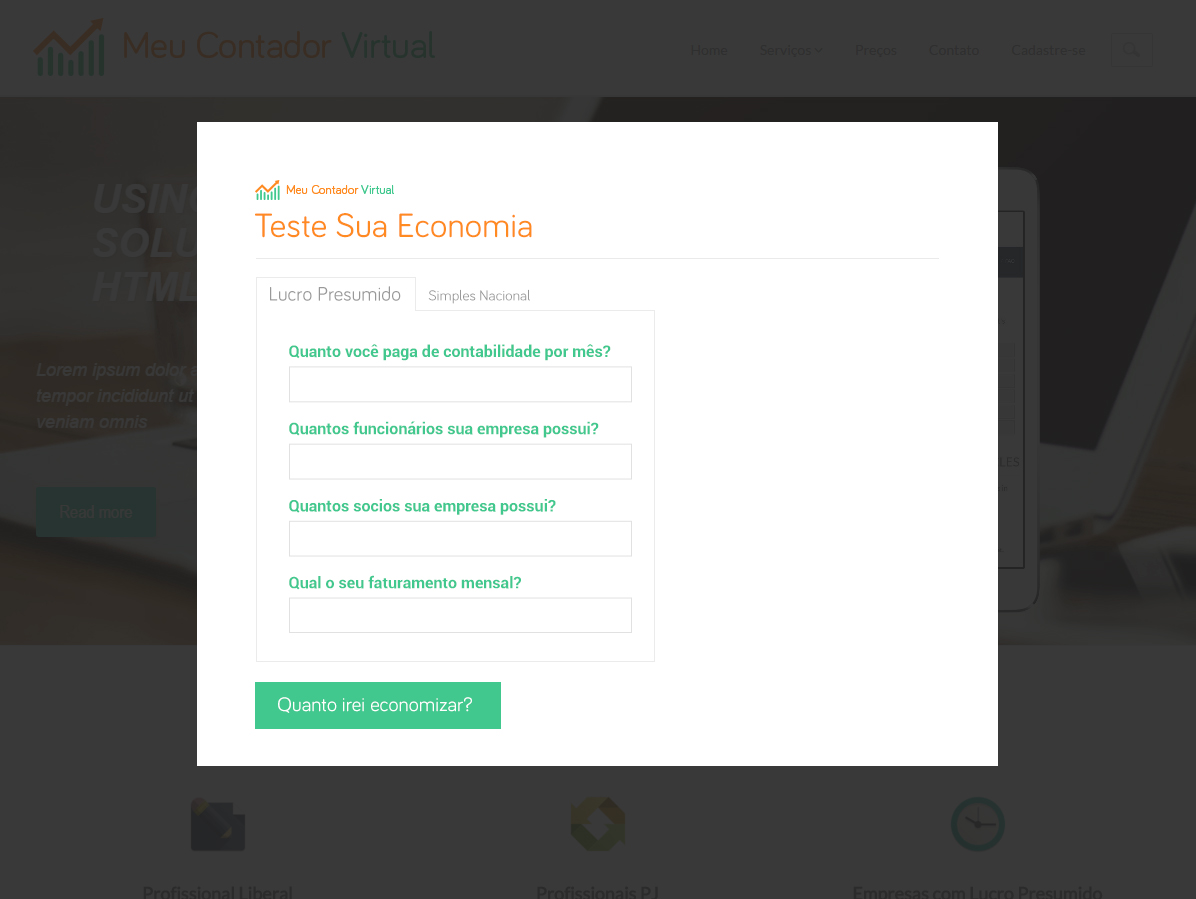 Meu Contador Virtual
Home
Serviços
Preços
Contato
Cadastre-se
USING
SOLU
HTML
Lorem ipsum dolor a
tempor incididunt ut
veniam omnis
Read more
Meu Contador Virtual
Teste Sua Economia
Lucro Presumido
Simples Nacional
Quanto você paga de contabilidade por mês?
Quantos funcionários sua empresa possui?
Quantos socios sua empresa possui?
Qual o seu faturamento mensal?
Quanto irei economizar?
LES
Profissional Liberal
Profissionais PJ
Empresas com Lucro Presumido